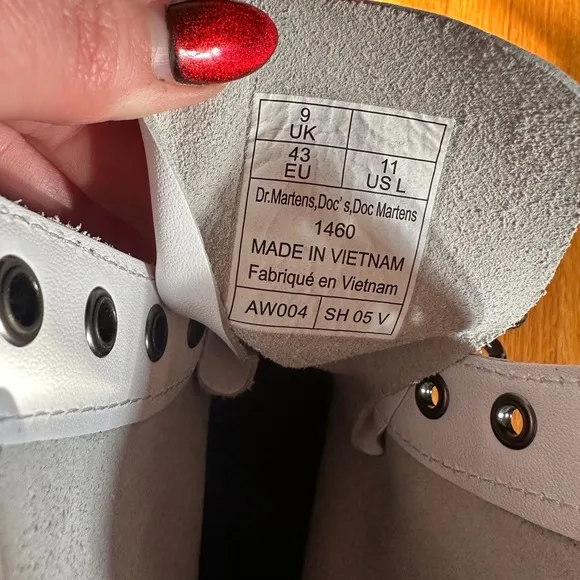 9
UK
43
EU
11
US L
Dr.Martens,Doc's,Doc Martens
1460
MADE IN VIETNAM
Fabriqué en Vietnam
AW004
SH 05 V